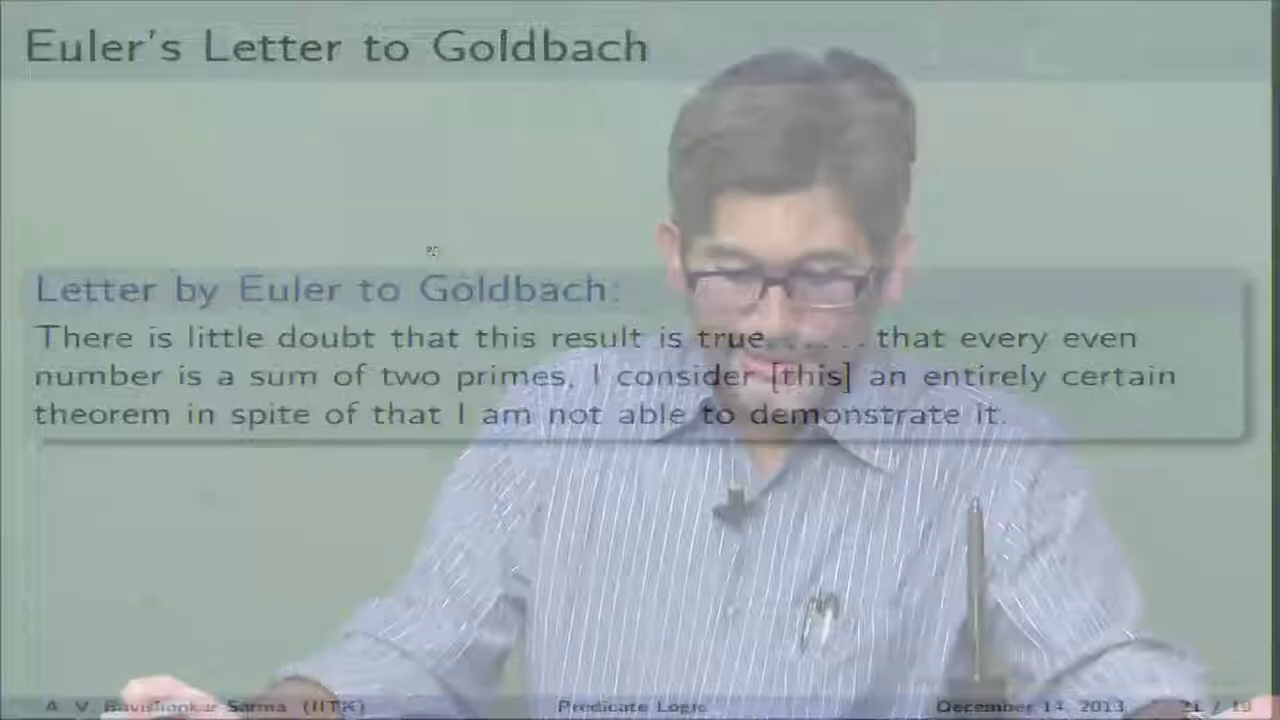 Euler's Letter to Goldbach
Letter by Euler to Goldbach:
There is little doubt that this result is true. . . . . that every even
number is a sum of two primes, I consider [this] an entirely certain
theorem in spite of that I am not able to demonstrate it.
A. V. Ravishankar Sarma (IITK)
Predicate Logic
December 14, 2013